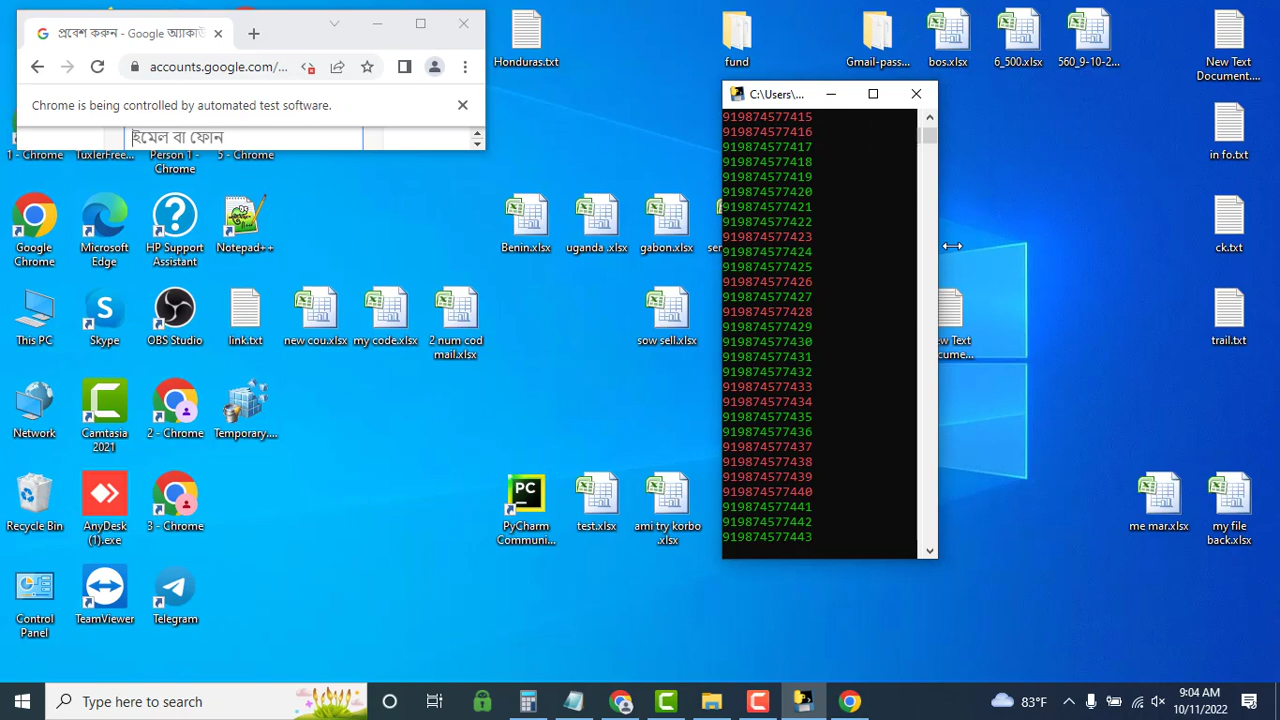 প্রবেশ করুন - Google অ্যাকাউ
accounts.google.com/...
Chrome is being controlled by automated test software.
ইমেল বা ফোন
1 - Chrome
TuxlerFree...
Person 1 -
Chrome
5 - Chrome
Honduras.txt
fund
Gmail-pass...
bos.xlsx
6_500.xlsx
560_9-10-2...
New Text
Document....
C:\Users\...
919874577415
919874577416
919874577417
919874577418
919874577419
919874577420
919874577421
919874577422
919874577423
919874577424
919874577425
919874577426
919874577427
919874577428
919874577429
919874577430
919874577431
919874577432
919874577433
919874577434
919874577435
919874577436
919874577437
919874577438
919874577439
919874577440
919874577441
919874577442
919874577443
in fo.txt
Google
Chrome
Microsoft
Edge
HP Support
Assistant
Notepad++
Benin.xlsx
uganda .xlsx
gabon.xlsx
ser
ck.txt
This PC
Skype
OBS Studio
link.txt
new cou.xlsx
my code.xlsx
2 num cod
mail.xlsx
sow sell.xlsx
ew Text
ocume...
trail.txt
Network
Camtasia
2021
2 - Chrome
Temporary....
Recycle Bin
AnyDesk
(1).exe
3 - Chrome
PC
PyCharm
Communi...
test.xlsx
ami try korbo
.xlsx
me mar.xlsx
my file
back.xlsx
Control
Panel
TeamViewer
Telegram
Type here to search
83°F
9:04 AM
10/11/2022